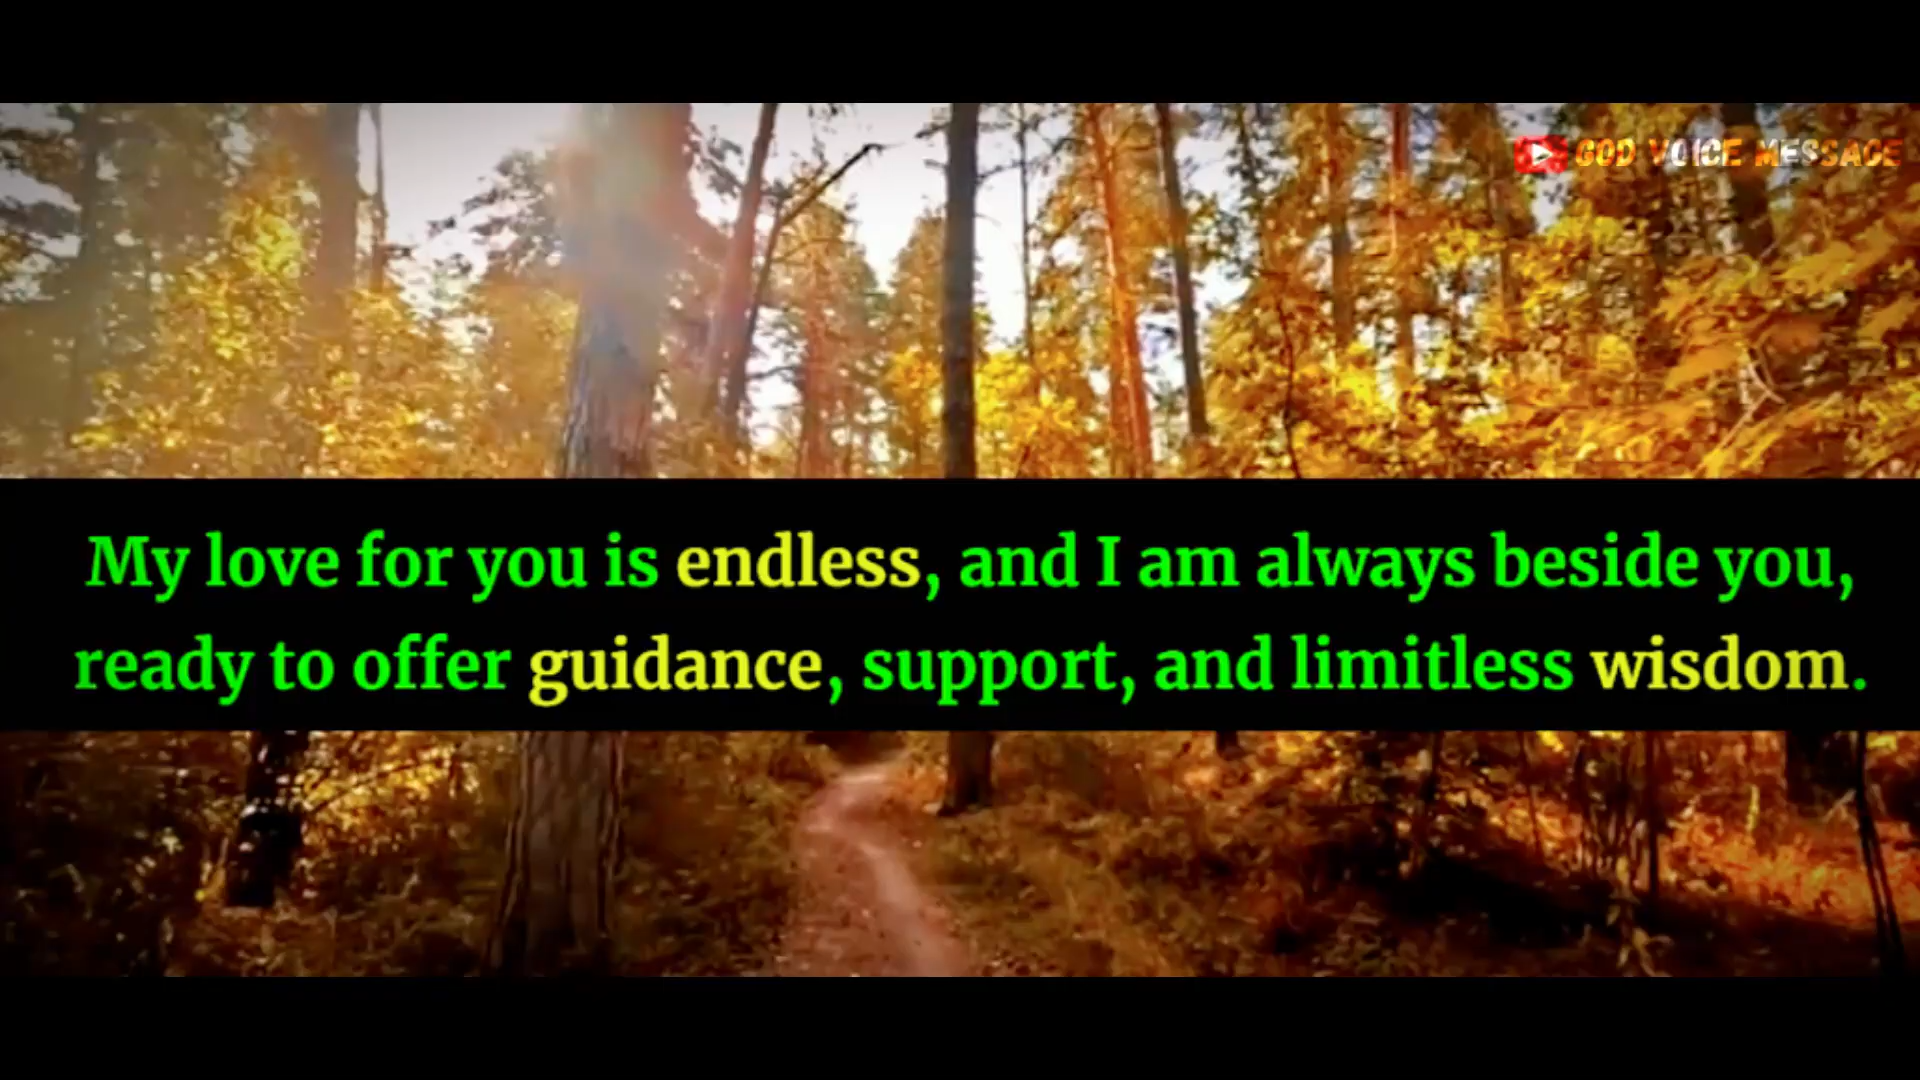 GOD VOICE MESSAGE
My love for you is endless, and I am always beside you,
ready to offer guidance, support, and limitless wisdom.